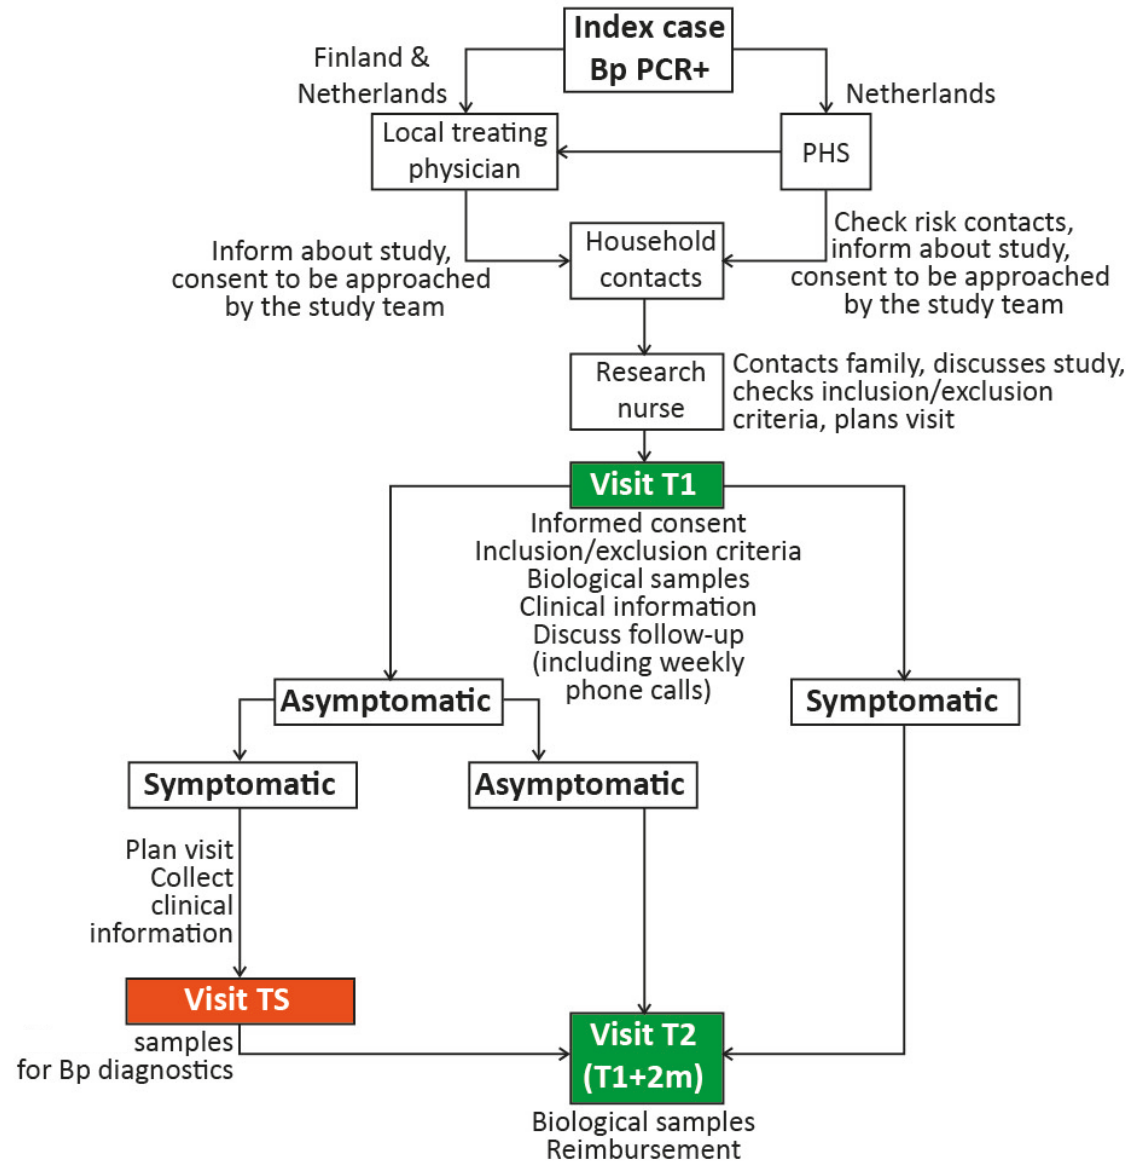 Index case
Bp PCR+
Finland &
Netherlands
Netherlands
Local treating
physician
PHS
Inform about study,
consent to be approached
by the study team
Household
contacts
Check risk contacts,
inform about study,
consent to be approached
by the study team
Research
nurse
Contacts family, discusses study,
checks inclusion/exclusion
criteria, plans visit
Visit T1
Informed consent
Inclusion/exclusion criteria
Biological samples
Clinical information
Discuss follow-up
(including weekly
phone calls)
Asymptomatic
Symptomatic
Symptomatic
Asymptomatic
Plan visit
Collect
clinical
information
Visit TS
samples
for Bp diagnostics
Visit T2
(T1+2m)
Biological samples
Reimbursement